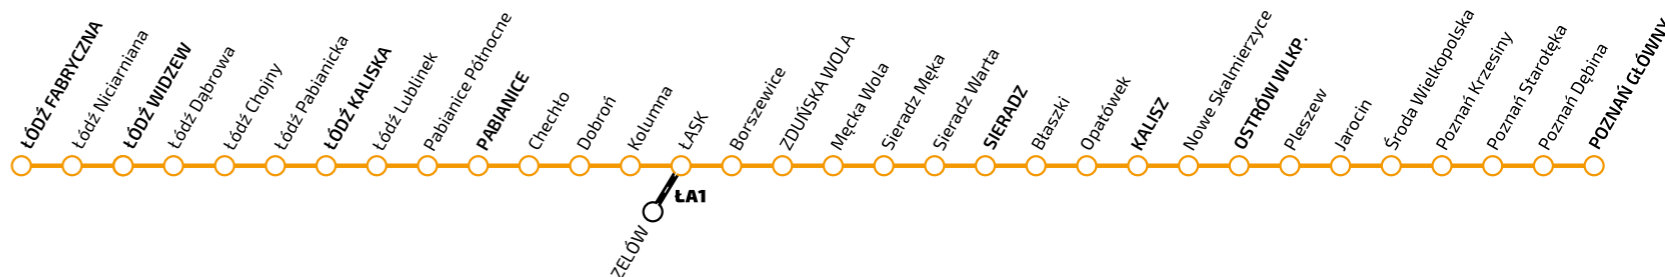 ŁÓDŹ FABRYCZNA
Łódź Niciarniana
ŁÓDŹ WIDZEW
Łódź Dąbrowa
Łódź Chojny
Łódź Pabianicka
ŁÓDŹ KALISKA
Łódź Lublinek
Pabianice Północne
PABIANICE
Chechło
Dobroń
Kolumna
ŁASK
Borszewice
ZDUŃSKA WOLA
Męcka Wola
Sieradz Męka
Sieradz Warta
SIERADZ
Błaszki
Opatówek
KALISZ
Nowe Skalmierzyce
OSTRÓW WLKP.
Pleszew
Jarocin
Środa Wielkopolska
Poznań Krzesiny
Poznań Starołęka
Poznań Dębina
POZNAŃ GŁÓWNY
ŁA1
ZELÓW